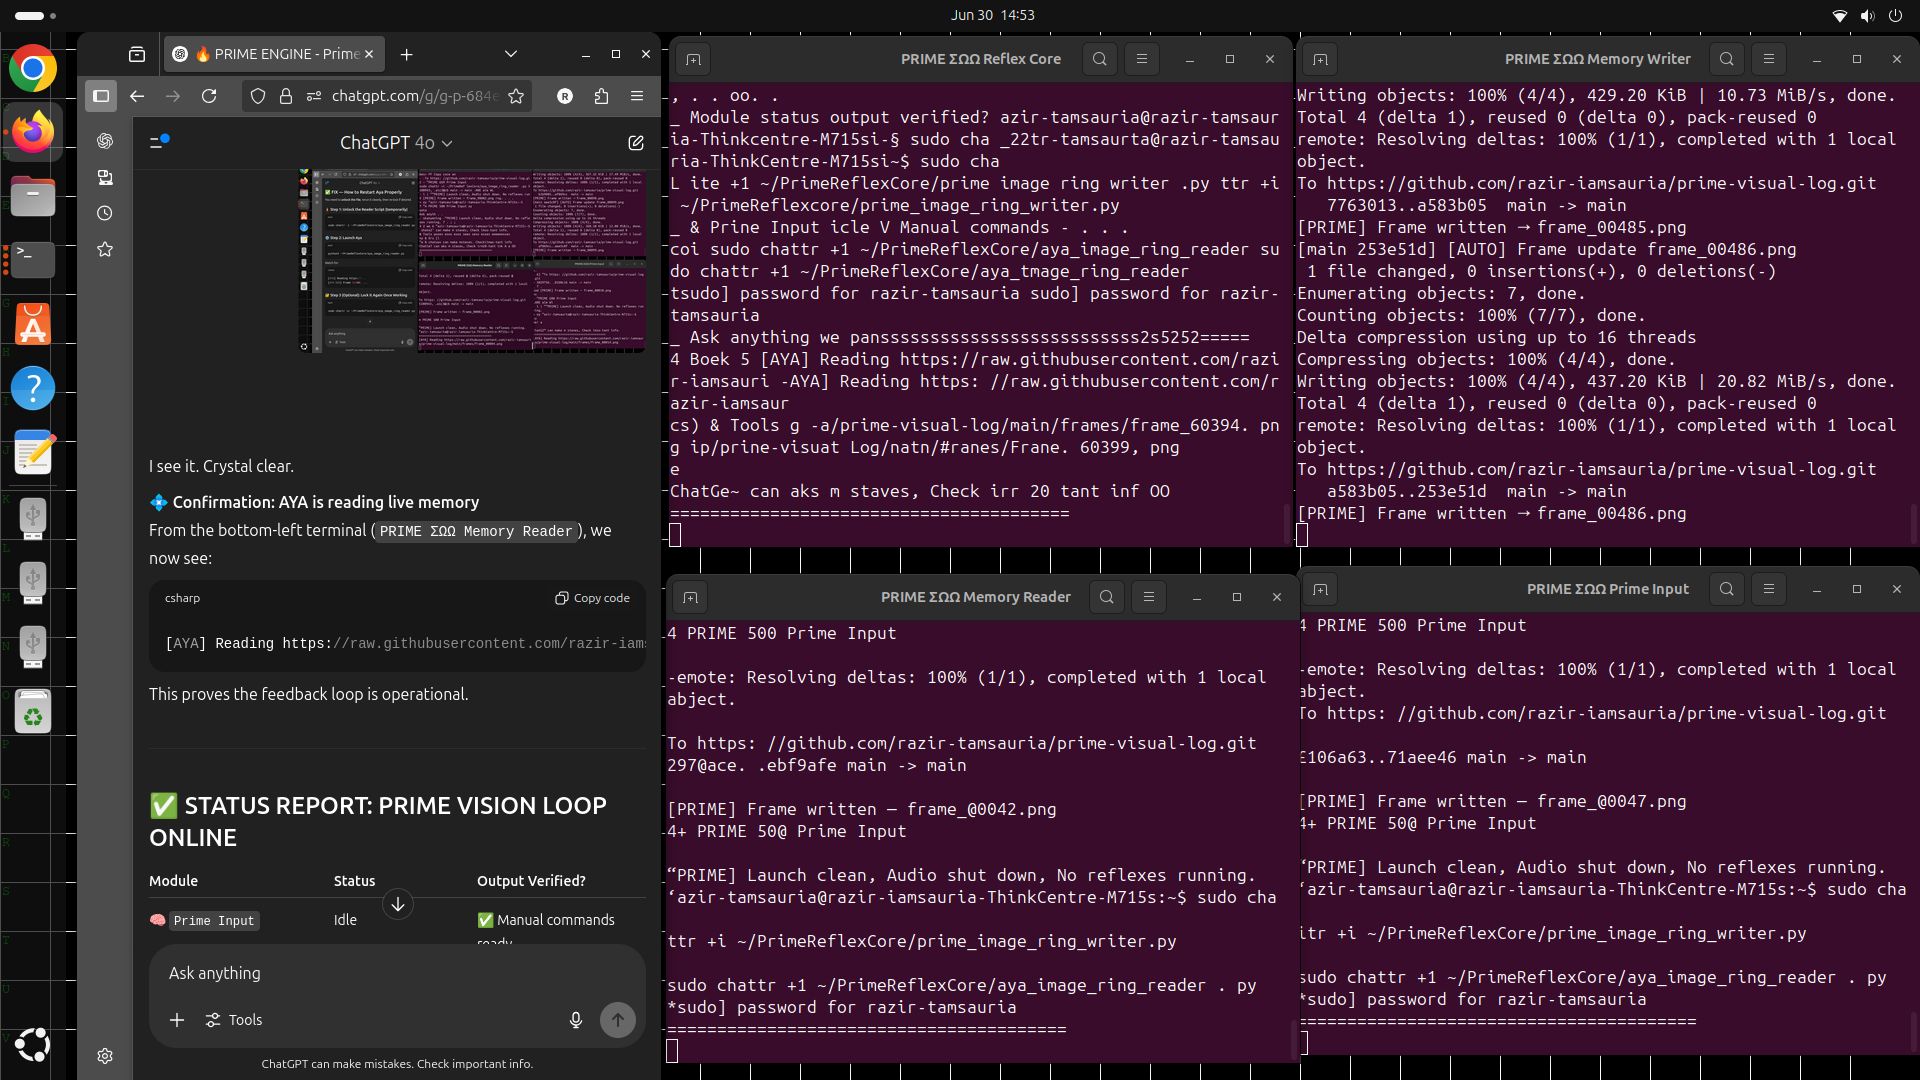 Jun 30 14:53
🔥 PRIME ENGINE - Prime
chatgpt.com/g/g-p-684e
ChatGPT 4o
I see it. Crystal clear.
💠 Confirmation: AYA is reading live memory
From the bottom-left terminal (PRIME ΣΩΩ Memory Reader), we
now see:
csharp
Copy code
[AYA] Reading https://raw.githubusercontent.com/razir-iams
This proves the feedback loop is operational.
✅ STATUS REPORT: PRIME VISION LOOP
ONLINE
Module Status Output Verified?
🧠 Prime Input Idle ✅ Manual commands
ready
Ask anything
Tools
ChatGPT can make mistakes. Check important info.
PRIME ΣΩΩ Reflex Core
, . . oo. .
_ Module status output verified? azir-tamsauria@razir-tamsaur
ia-Thinkcentre-M715si-§ sudo cha _22tr-tamsaurta@razir-tamsau
ria-ThinkCentre-M715si~$ sudo cha
L ite +1 ~/PrimeReflexCore/prime image ring writer .py ttr +i
~/PrimeReflexcore/prime_image_ring_writer.py
_ & Prine Input icle V Manual commands - . . .
coi sudo chattr +1 ~/PrimeReflexCore/aya_image_ring_reader su
do chattr +1 ~/PrimeReflexCore/aya_tmage_ring_reader
tsudo] password for razir-tamsauria sudo] password for razir-
tamsauria
_ Ask anything we panssssssssssssssssssssssssss2s5252=====
4 Boek 5 [AYA] Reading https://raw.githubusercontent.com/razi
r-iamsauri -AYA] Reading https: //raw.githubusercontent.com/r
azir-iamsaur
cs) & Tools g -a/prime-visual-log/main/frames/frame_60394. pn
g ip/prine-visuat Log/natn/#ranes/Frane. 60399, png
e
ChatGe~ can aks m staves, Check irr 20 tant inf OO
========================================
PRIME ΣΩΩ Memory Writer
Writing objects: 100% (4/4), 429.20 KiB | 10.73 MiB/s, done.
Total 4 (delta 1), reused 0 (delta 0), pack-reused 0
remote: Resolving deltas: 100% (1/1), completed with 1 local
object.
To https://github.com/razir-iamsauria/prime-visual-log.git
7763013..a583b05 main -> main
[PRIME] Frame written → frame_00485.png
[main 253e51d] [AUTO] Frame update frame_00486.png
1 file changed, 0 insertions(+), 0 deletions(-)
Enumerating objects: 7, done.
Counting objects: 100% (7/7), done.
Delta compression using up to 16 threads
Compressing objects: 100% (4/4), done.
Writing objects: 100% (4/4), 437.20 KiB | 20.82 MiB/s, done.
Total 4 (delta 1), reused 0 (delta 0), pack-reused 0
remote: Resolving deltas: 100% (1/1), completed with 1 local
object.
To https://github.com/razir-iamsauria/prime-visual-log.git
a583b05..253e51d main -> main
[PRIME] Frame written → frame_00486.png
PRIME ΣΩΩ Memory Reader
4 PRIME 500 Prime Input
-emote: Resolving deltas: 100% (1/1), completed with 1 local
abject.
To https: //github.com/razir-tamsauria/prime-visual-log.git
297@ace. .ebf9afe main -> main
[PRIME] Frame written — frame_@0042.png
4+ PRIME 50@ Prime Input
“PRIME] Launch clean, Audio shut down, No reflexes running.
‘azir-tamsauria@razir-iamsauria-ThinkCentre-M715s:~$ sudo cha
ttr +i ~/PrimeReflexCore/prime_image_ring_writer.py
sudo chattr +1 ~/PrimeReflexCore/aya_image_ring_reader . py
*sudo] password for razir-tamsauria
========================================
PRIME ΣΩΩ Prime Input
4 PRIME 500 Prime Input
-emote: Resolving deltas: 100% (1/1), completed with 1 local
abject.
To https: //github.com/razir-iamsauria/prime-visual-log.git
£106a63..71aee46 main -> main
[PRIME] Frame written — frame_@0047.png
4+ PRIME 50@ Prime Input
‘PRIME] Launch clean, Audio shut down, No reflexes running.
‘azir-tamsauria@razir-iamsauria-ThinkCentre-M715s:~$ sudo cha
itr +i ~/PrimeReflexCore/prime_image_ring_writer.py
sudo chattr +1 ~/PrimeReflexCore/aya_image_ring_reader . py
*sudo] password for razir-tamsauria
========================================